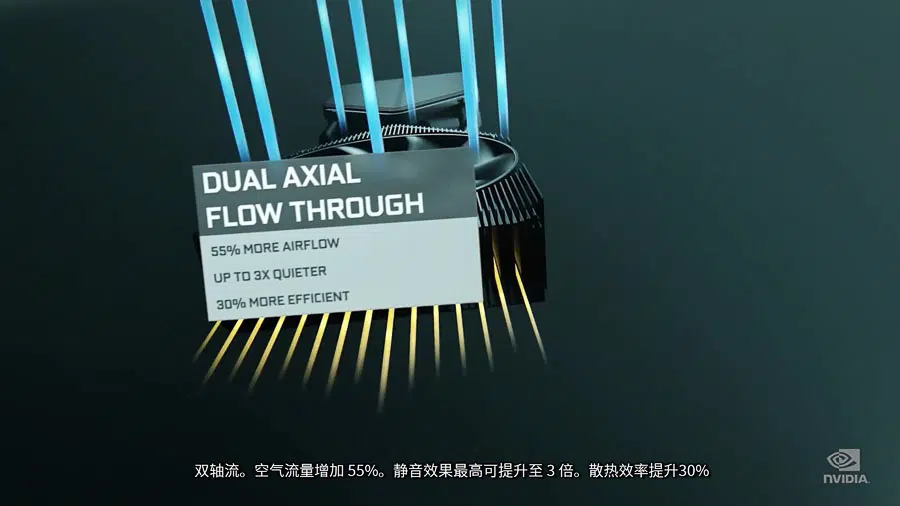 DUAL AXIAL
FLOW THROUGH
55% MORE AIRFLOW
UP TO 3X QUIETER
30% MORE EFFICIENT
双轴流。空气流量增加 55%。静音效果最高可提升至 3 倍。散热效率提升30%
NVIDIA.